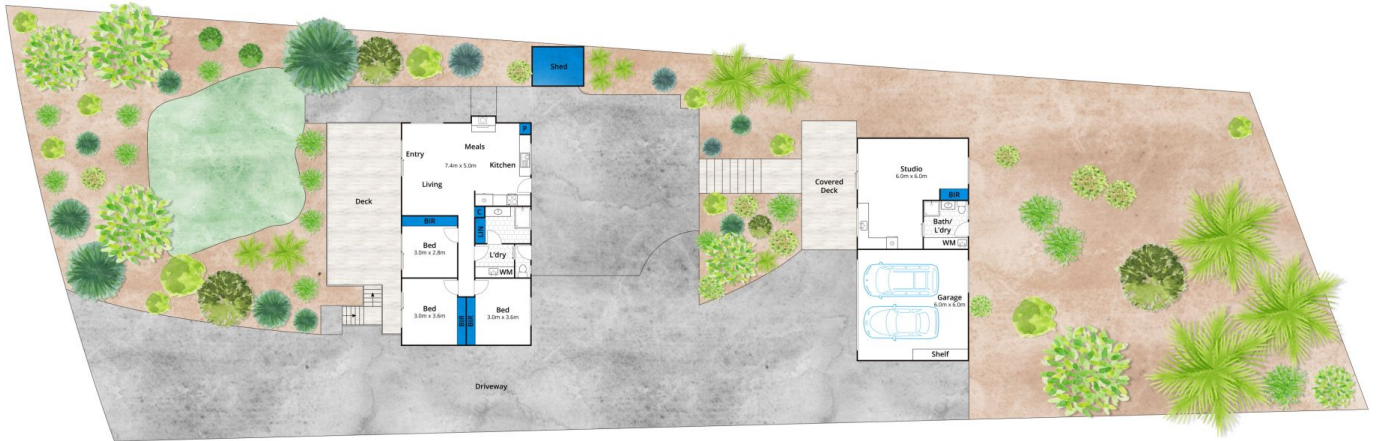 Shed
P
Entry
Meals
7.4m x 5.0m
Kitchen
Living
Deck
BIR
C
LIN
Bed
3.0m x 2.8m
L'dry
WM
Bed
3.0m x 3.6m
BIR
BIR
Bed
3.0m x 3.6m
Driveway
Covered
Deck
Studio
6.0m x 6.0m
BIR
Bath/
L'dry
WM
Garage
6.0m x 6.0m
Shelf